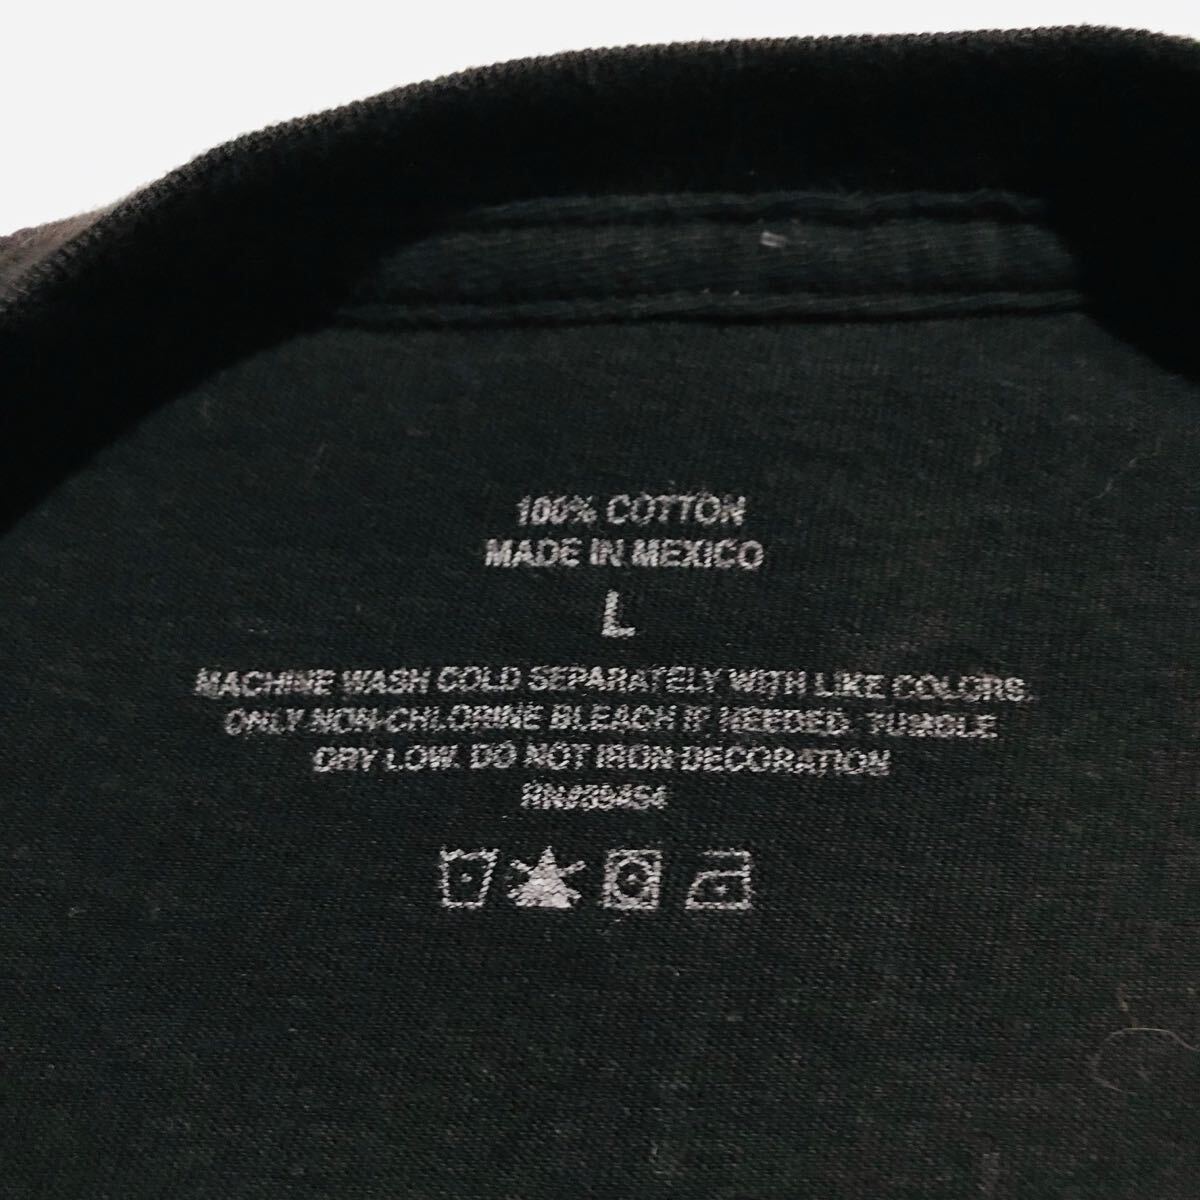 100% COTTON
MADE IN MEXICO
L
MACHINE WASH COLD SEPARATELY WITH LIKE COLORS.
ONLY NON-CHLORINE BLEACH IF NEEDED. TUMBLE
DRY LOW. DO NOT IRON DECORATION